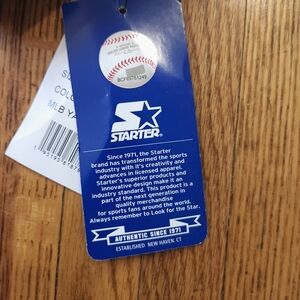 STARTER®
Since 1971, the Starter
brand has transformed the sports
industry with it's creativity and
advances in licensed apparel.
Starter's superior products and
innovative design make it an
industry standard. This product is a
part of the next generation in
quality merchandise
for sports fans around the world.
Always remember to Look for the Star.
AUTHENTIC SINCE 1971
ESTABLISHED NEW HAVEN, CT
COLO
MLB YA